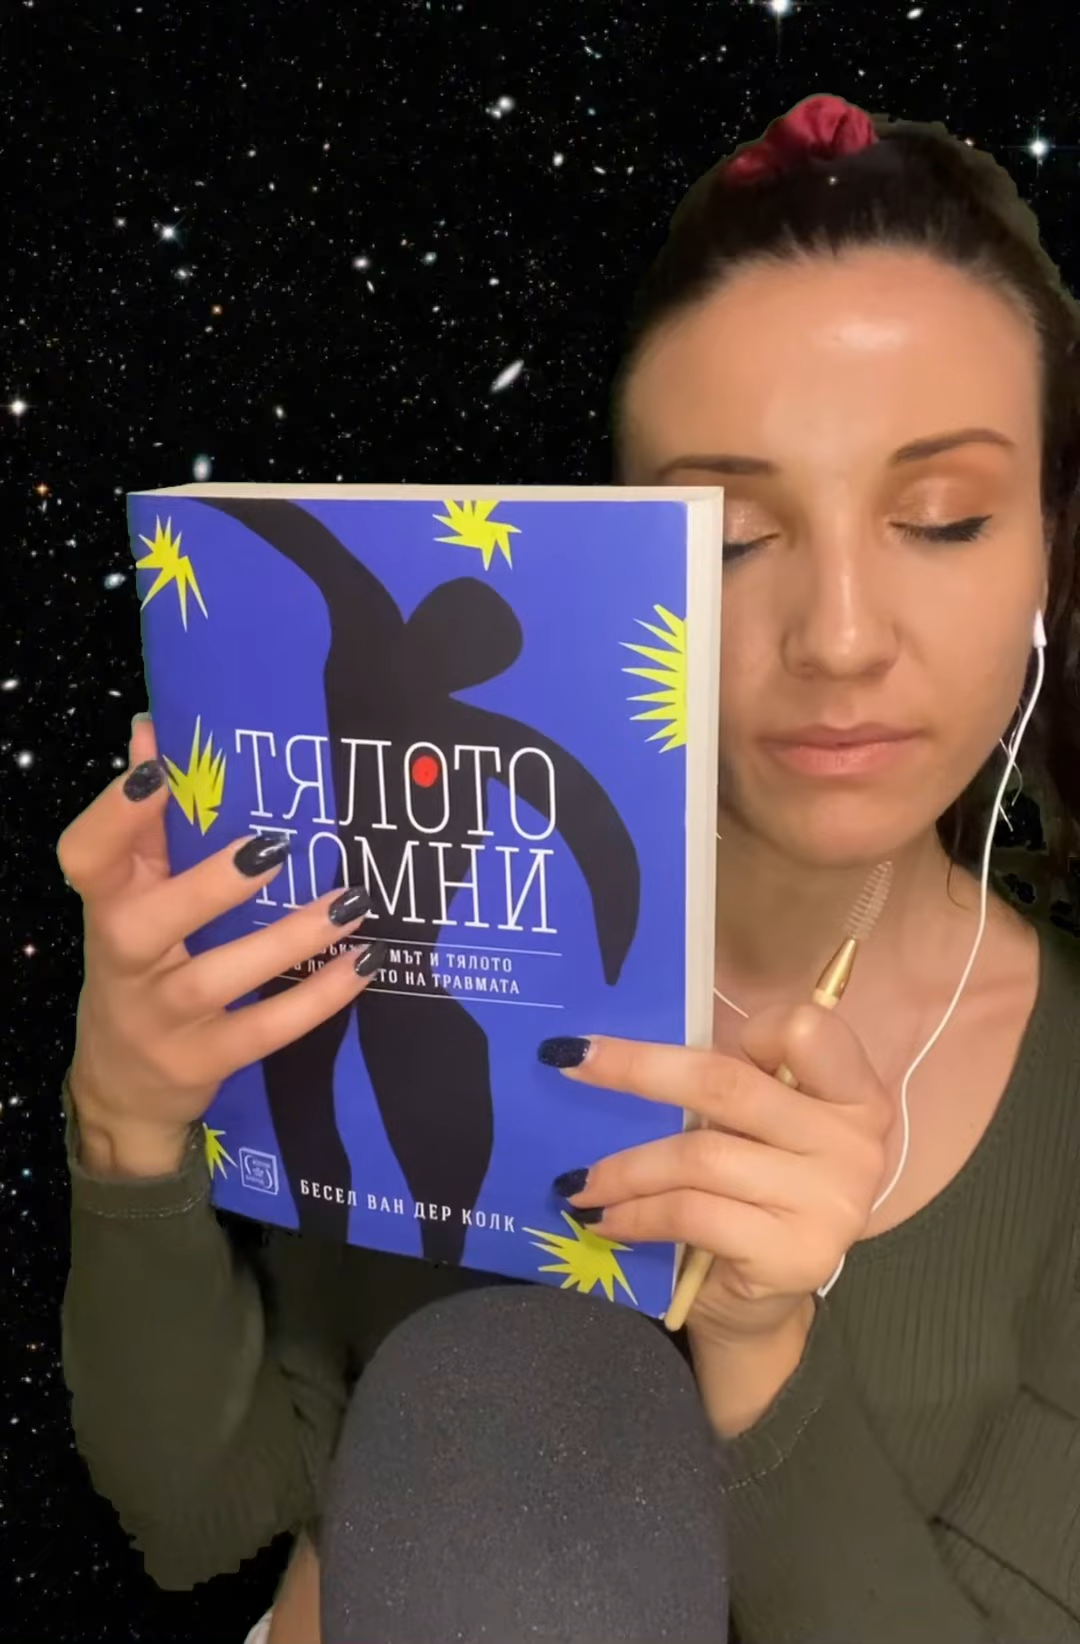 ТЯЛОТО
ПОМНИ
МЪТ И ТЯЛОТО
НА ТРАВМАТА
БЕСЕЛ ВАН ДЕР КОЛК